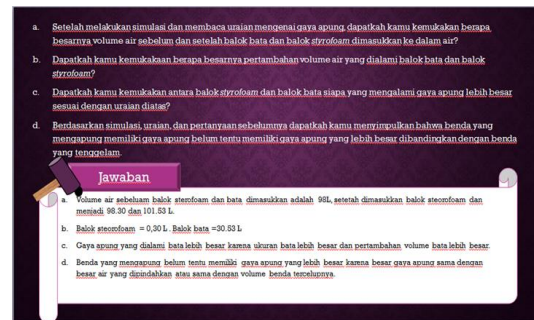 a. Setelah melakukan simulasi dan membaca uraian mengenai gaya apung, dapatkah kamu kemukakan berapa
besarnya volume air sebelum dan setelah balok bata dan balok styrofoam dimasukkan ke dalam air?
b. Dapatkah kamu kemukakaan berapa besarnya pertambahan volume air yang dialami balok bata dan balok
styrofoam?
c. Dapatkah kamu kemukakan antara balok styrofoam dan balok bata siapa yang mengalami gaya apung lebih besar
sesuai dengan uraian diatas?
d. Berdasarkan simulasi, uraian, dan pertanyaan sebelumnya dapatkah kamu menyimpulkan bahwa benda yang
mengapung memiliki gaya apung belum tentu memiliki gaya apung yang lebih besar dibandingkan dengan benda
yang tenggelam.
Jawaban
a. Volume air sebeluam balok sterofoam dan bata dimasukkan adalah 98L, setetah dimasukkan balok steorofoam dan
menjadi 98.30 dan 101.53 L.
b. Balok steorofoam = 0,30 L . Balok bata =30.53 L
c. Gaya apung yang dialami bata lebih besar karena ukuran bata lebih besar dan pertambahan volume bata lebih besar.
d. Benda yang mengapung belum tentu memiliki gaya apung yang lebih besar karena besar gaya apung sama dengan
besar air yang dipindahkan atau sama dengan volume benda tercelupnya.